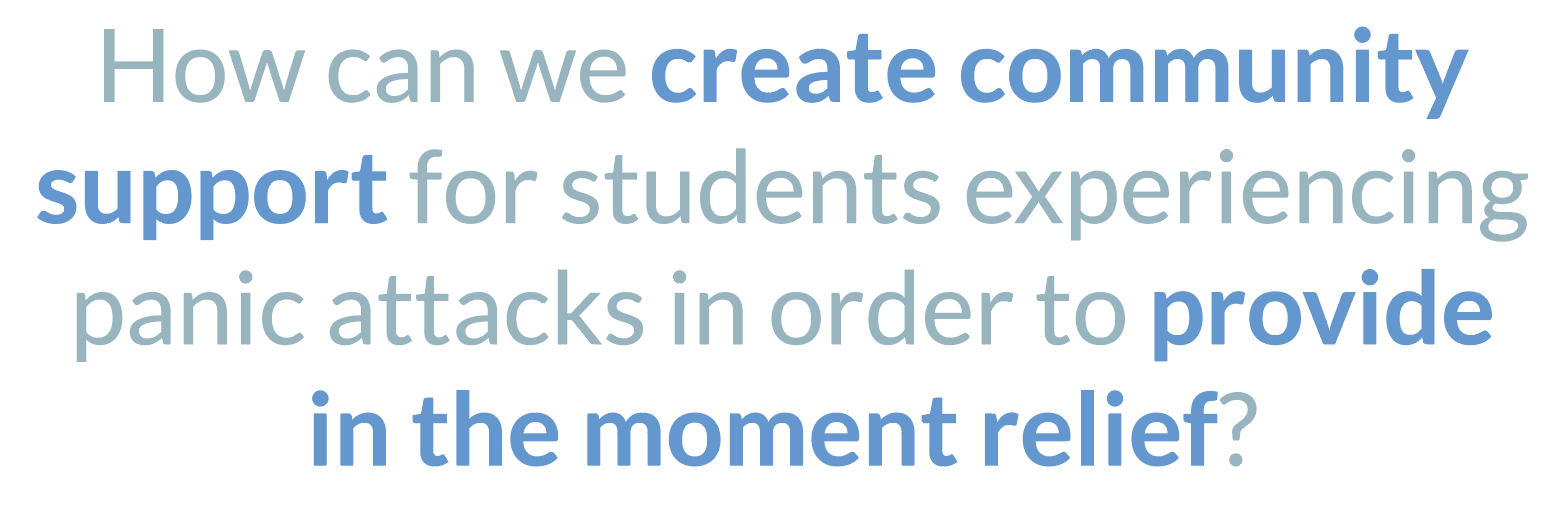 How can we create community
support for students experiencing
panic attacks in order to provide
in the moment relief?